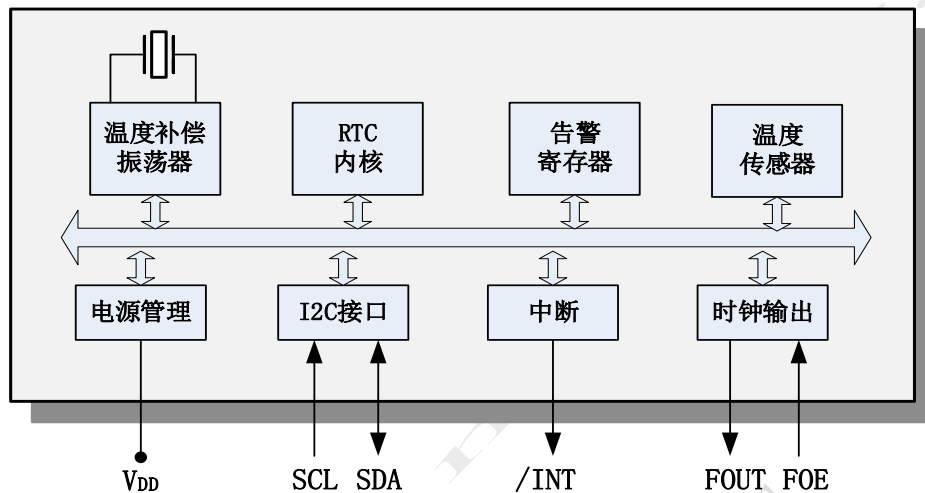 温度补偿
振荡器
RTC
内核
告警
寄存器
温度
传感器
电源管理
I2C接口
中断
时钟输出
VDD
SCL SDA
/INT
FOUT FOE